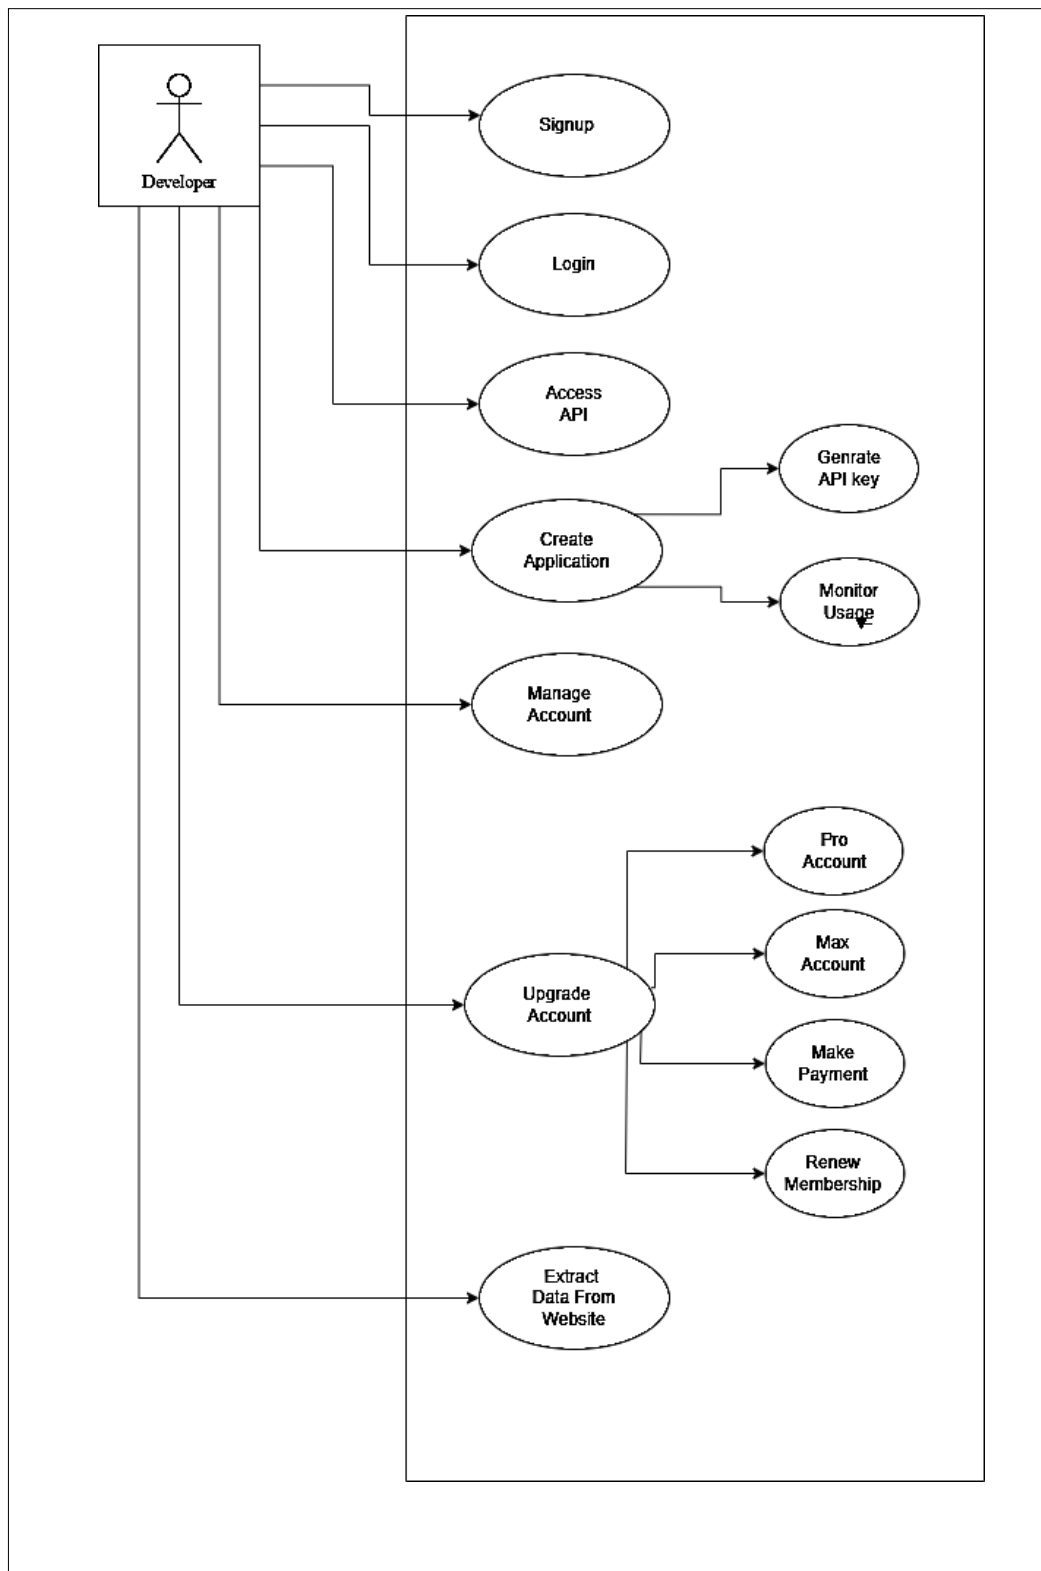 Developer
Signup
Login
Access
API
Genrate
API key
Create
Application
Monitor
Usage
Manage
Account
Pro
Account
Max
Account
Upgrade
Account
Make
Payment
Renew
Membership
Extract
Data From
Website